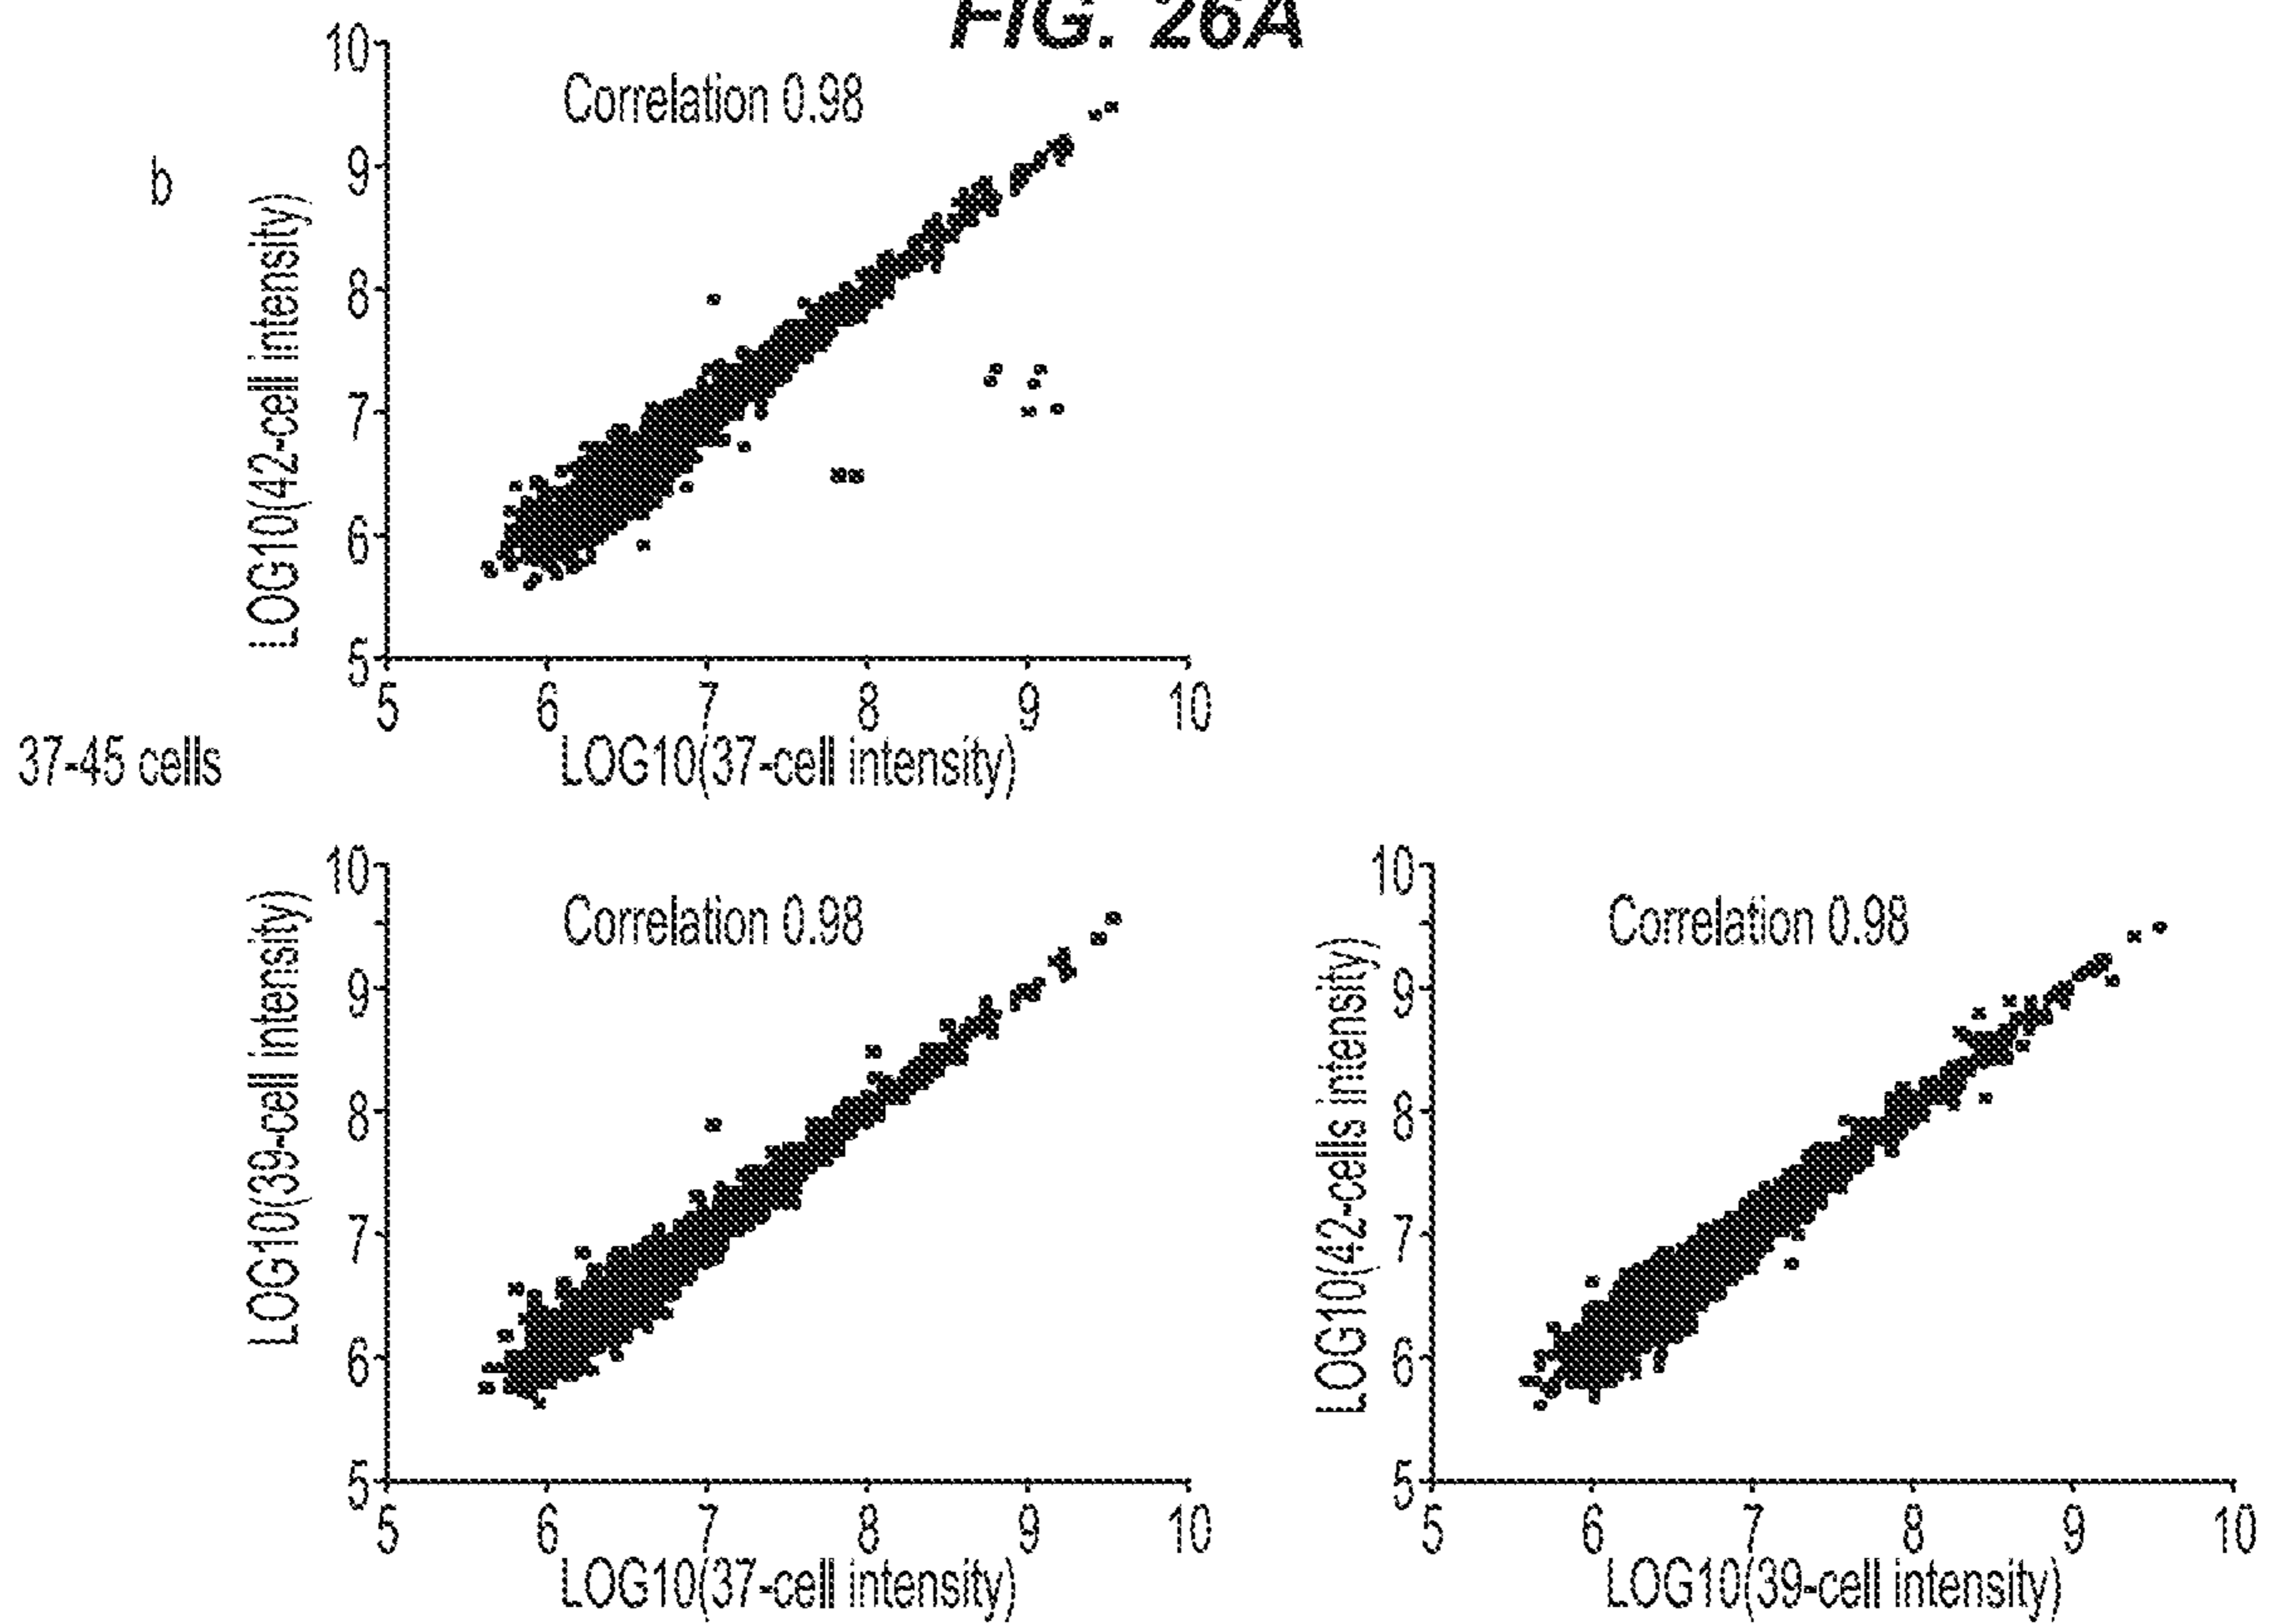 FIG. 26A
b
LOG10(42-cell intensity)
10
9
8
7
6
5
Correlation 0.98
5 6 7 8 9 10
LOG10(37-cell intensity)
37-45 cells
LOG10(39-cell intensity)
10
9
8
7
6
5
Correlation 0.98
5 6 7 8 9 10
LOG10(37-cell intensity)
LOG10(42-cells intensity)
10
9
8
7
6
5
Correlation 0.98
5 6 7 8 9 10
LOG10(39-cell intensity)